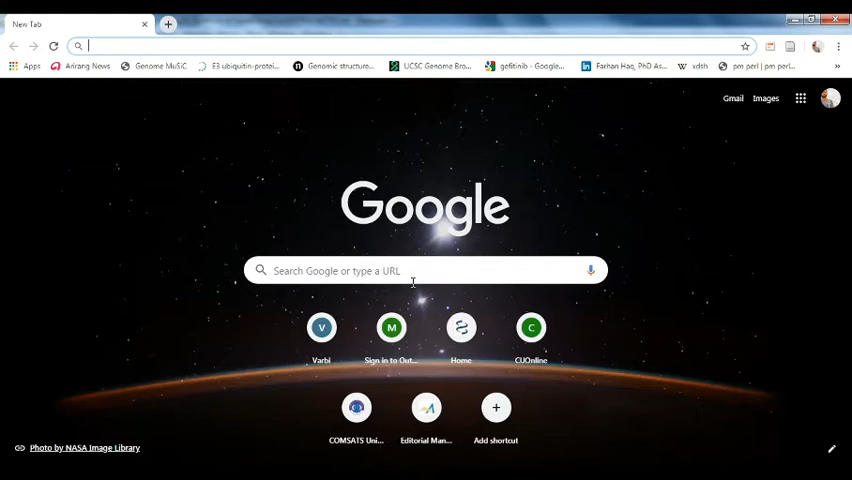 New Tab
Apps Arirang News Genome MuSiC E3 ubiquitin-protei... Genomic structure... UCSC Genome Bro... gefitinib - Google... Farhan Haq, PhD As... xdsh pm perl | pm perl... »
Gmail Images
Google
Search Google or type a URL
V M C
Varbi Sign in to Out... Home CUOnline
COMSATS Uni... Editorial Man... Add shortcut
Photo by NASA Image Library